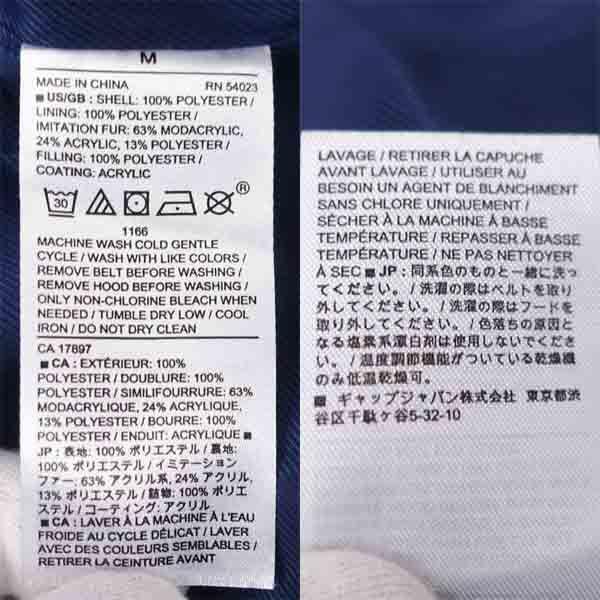 M
MADE IN CHINA RN 54023
■ US/GB : SHELL: 100% POLYESTER /
LINING: 100% POLYESTER /
IMITATION FUR: 63% MODACRYLIC,
24% ACRYLIC, 13% POLYESTER /
FILLING: 100% POLYESTER /
COATING: ACRYLIC
30 ®
1166
MACHINE WASH COLD GENTLE
CYCLE / WASH WITH LIKE COLORS /
REMOVE BELT BEFORE WASHING /
REMOVE HOOD BEFORE WASHING /
ONLY NON-CHLORINE BLEACH WHEN
NEEDED / TUMBLE DRY LOW / COOL
IRON / DO NOT DRY CLEAN
CA 17897
■ CA : EXTÉRIEUR: 100%
POLYESTER / DOUBLURE: 100%
POLYESTER / SIMILIFOURRURE: 63%
MODACRYLIQUE, 24% ACRYLIQUE,
13% POLYESTER / BOURRE: 100%
POLYESTER / ENDUIT: ACRYLIQUE ■
JP : 表地: 100% ポリエステル / 裏地:
100% ポリエステル / イミテーション
ファー: 63% アクリル系, 24% アクリル,
13% ポリエステル / 詰物: 100% ポリエ
ステル / コーティング: アクリル
■ CA : LAVER À LA MACHINE À L'EAU
FROIDE AU CYCLE DÉLICAT / LAVER
AVEC DES COULEURS SEMBLABLES /
RETIRER LA CEINTURE AVANT
LAVAGE / RETIRER LA CAPUCHE
AVANT LAVAGE / UTILISER AU
BESOIN UN AGENT DE BLANCHIMENT
SANS CHLORE UNIQUEMENT /
SÉCHER À LA MACHINE À BASSE
TEMPÉRATURE / REPASSER À BASSE
TEMPÉRATURE / NE PAS NETTOYER
À SEC ■ JP : 同系色のものと一緒に洗っ
てください。 / 洗濯の際はベルトを取り
外してください。 / 洗濯の際はフードを
取り外してください。 / 色落ちの原因と
なる塩素系漂白剤は使用しないでくださ
い。 / 温度調節機能がついている乾燥機
のみ低温乾燥可。
■ ギャップジャパン株式会社 東京都渋
谷区千駄ヶ谷5-32-10